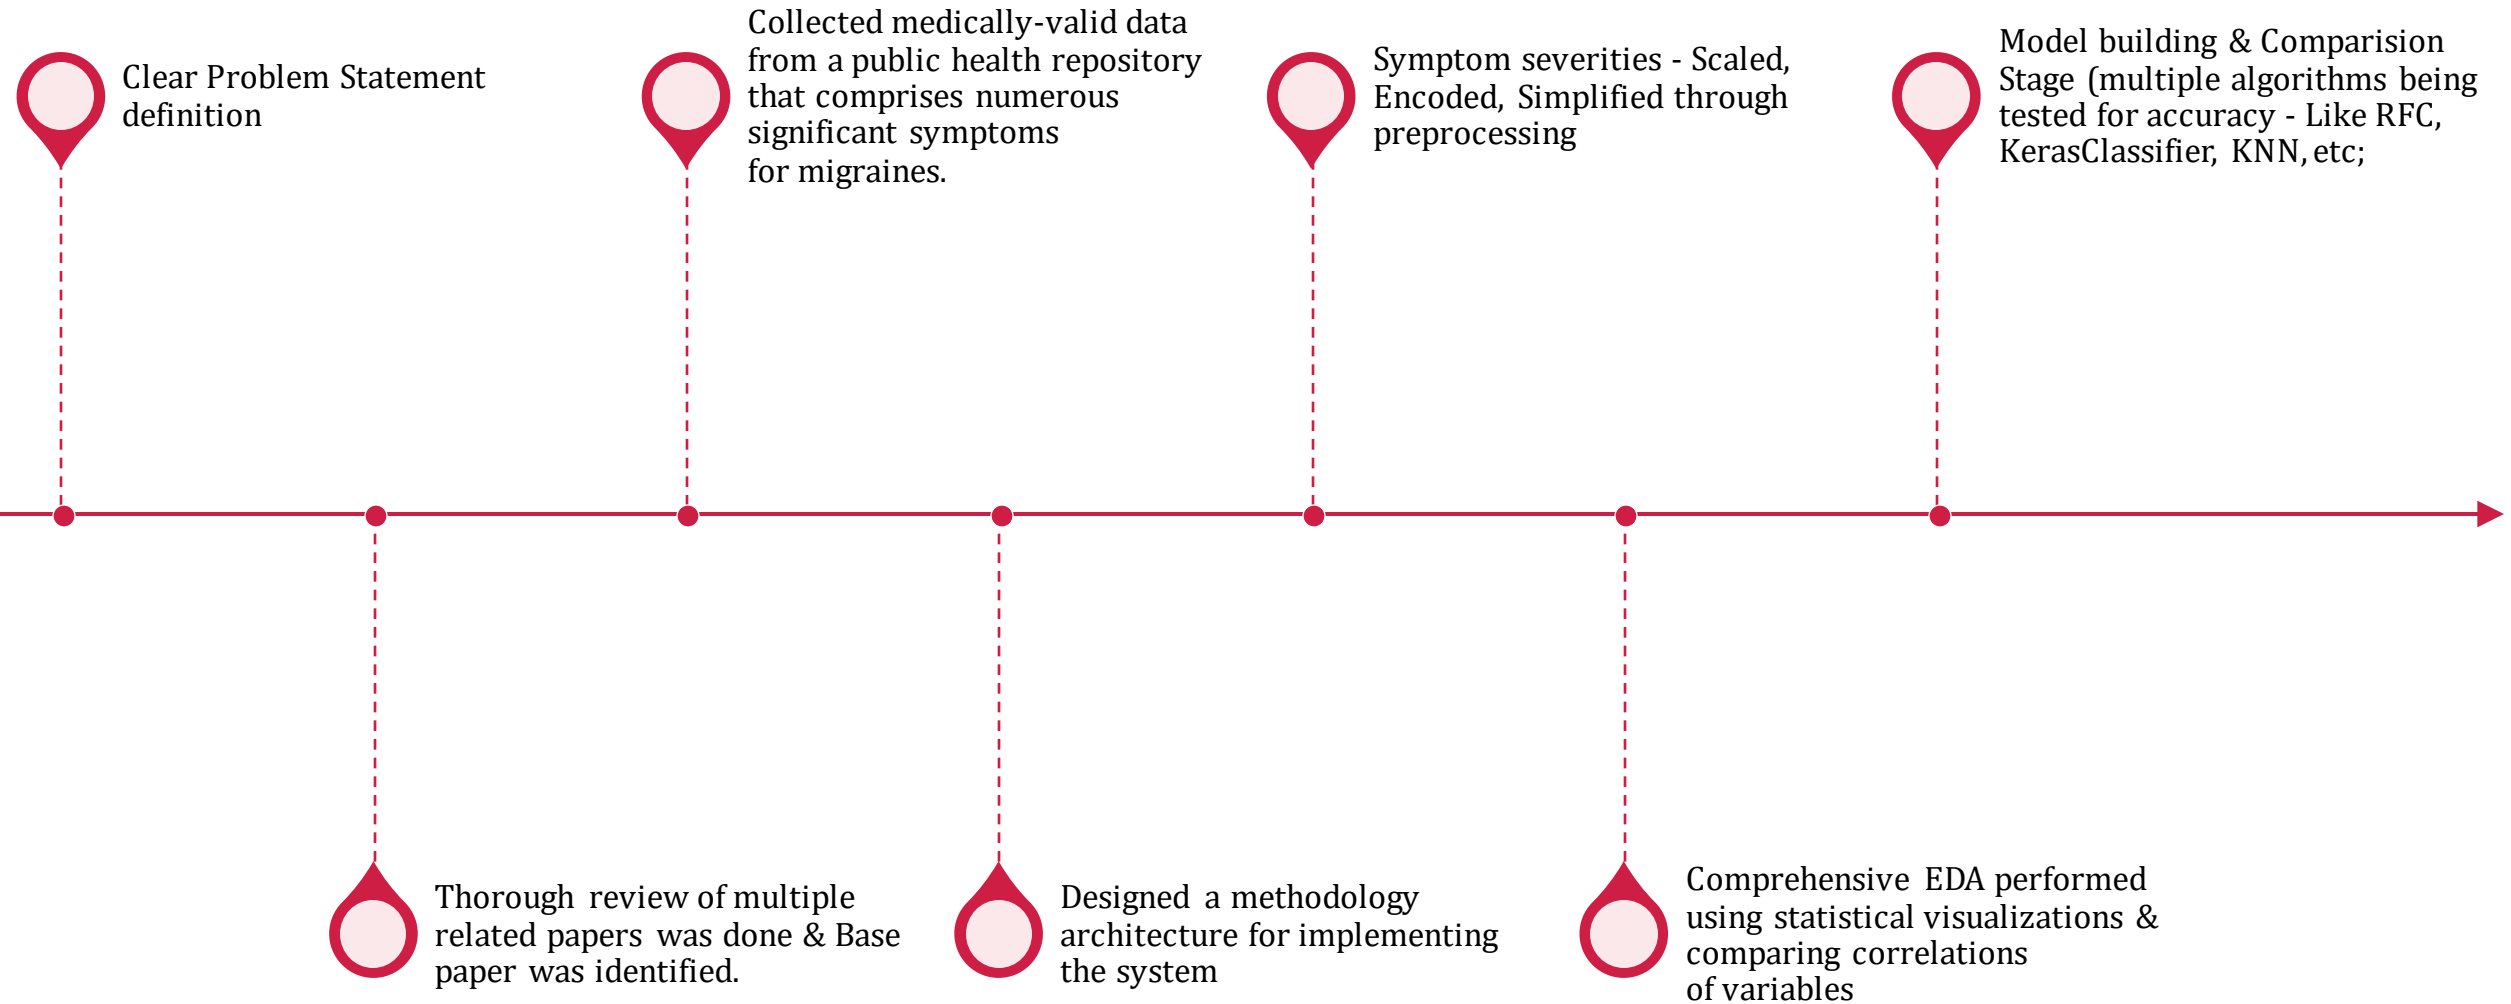 Clear Problem Statement
definition
Thorough review of multiple
related papers was done & Base
paper was identified.
Collected medically-valid data
from a public health repository
that comprises numerous
significant symptoms
for migraines.
Designed a methodology
architecture for implementing
the system
Symptom severities - Scaled,
Encoded, Simplified through
preprocessing
Comprehensive EDA performed
using statistical visualizations &
comparing correlations
of variables
Model building & Comparision
Stage (multiple algorithms being
tested for accuracy - Like RFC,
KerasClassifier, KNN, etc;